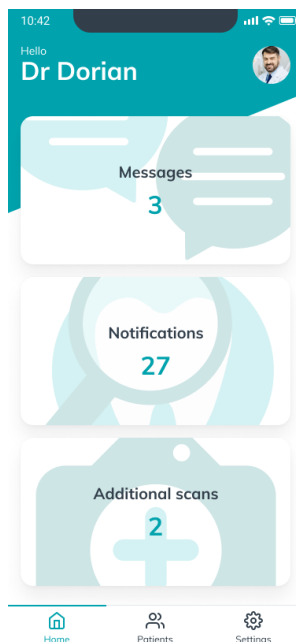 10:42
Hello
Dr Dorian
Messages
3
Notifications
27
Additional scans
2
Home
Patients
Settings